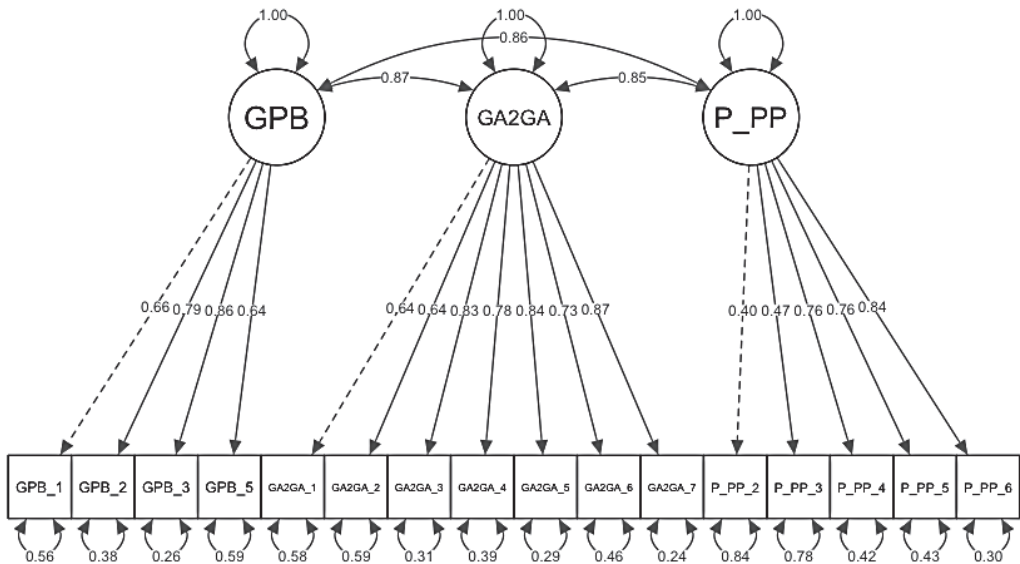 1.00 1.00 1.00
0.86
0.87 0.85
GPB GA2GA P_PP
0.66 0.79 0.86 0.64 0.64 0.64 0.83 0.78 0.84 0.73 0.87 0.40 0.47 0.76 0.76 0.84
GPB_1 GPB_2 GPB_3 GPB_5 GA2GA_1 GA2GA_2 GA2GA_3 GA2GA_4 GA2GA_5 GA2GA_6 GA2GA_7 P_PP_2 P_PP_3 P_PP_4 P_PP_5 P_PP_6
0.56 0.38 0.26 0.59 0.58 0.59 0.31 0.39 0.29 0.46 0.24 0.84 0.78 0.42 0.43 0.30